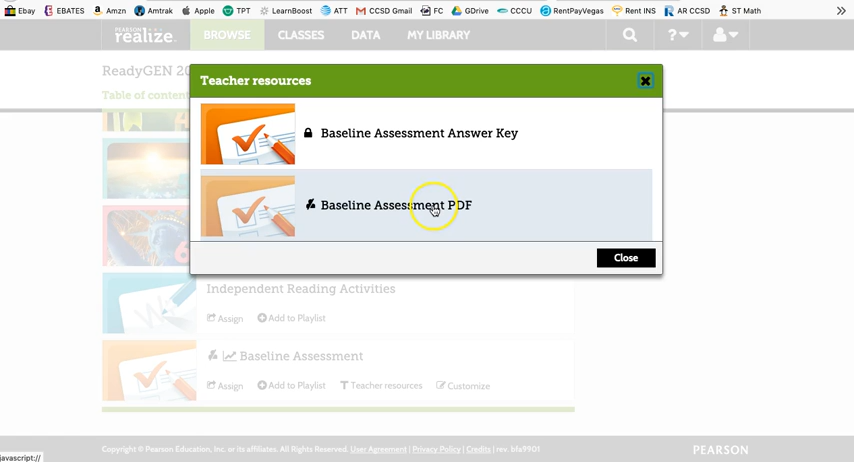 Ebay EBATES Amzn Amtrak Apple TPT LearnBoost ATT CCSD Gmail FC GDrive CCCU RentPayVegas Rent INS AR CCSD ST Math
PEARSON
realize™ BROWSE CLASSES DATA MY LIBRARY ?
ReadyGEN 20
Table of content
Teacher resources
Baseline Assessment Answer Key
Baseline Assessment PDF
Close
Independent Reading Activities
Assign Add to Playlist
Baseline Assessment
Assign Add to Playlist Teacher resources Customize
Copyright © Pearson Education, Inc. or its affiliates. All Rights Reserved. User Agreement | Privacy Policy | Credits | rev. bfa9901 PEARSON
javascript://